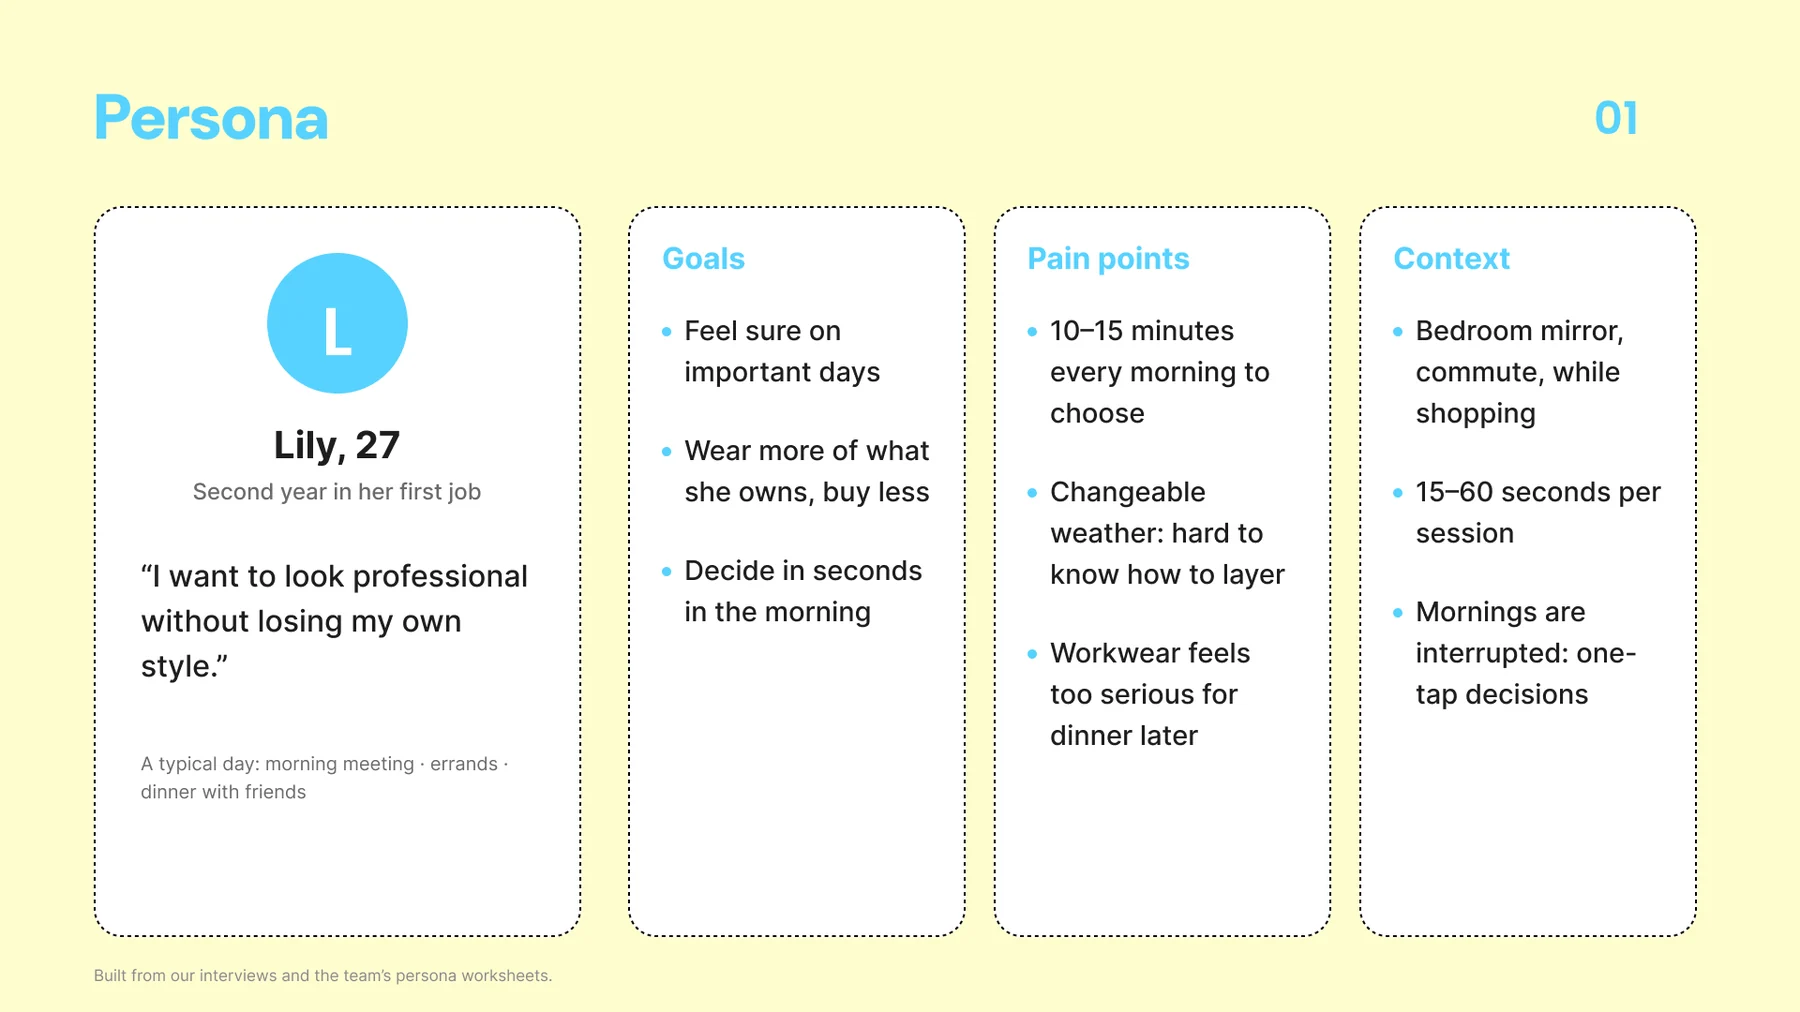 Persona
01
L
Lily, 27
Second year in her first job
“I want to look professional
without losing my own
style.”
A typical day: morning meeting · errands ·
dinner with friends
Goals
• Feel sure on
important days
• Wear more of what
she owns, buy less
• Decide in seconds
in the morning
Pain points
• 10–15 minutes
every morning to
choose
• Changeable
weather: hard to
know how to layer
• Workwear feels
too serious for
dinner later
Context
• Bedroom mirror,
commute, while
shopping
• 15–60 seconds per
session
• Mornings are
interrupted: one-
tap decisions
Built from our interviews and the team’s persona worksheets.